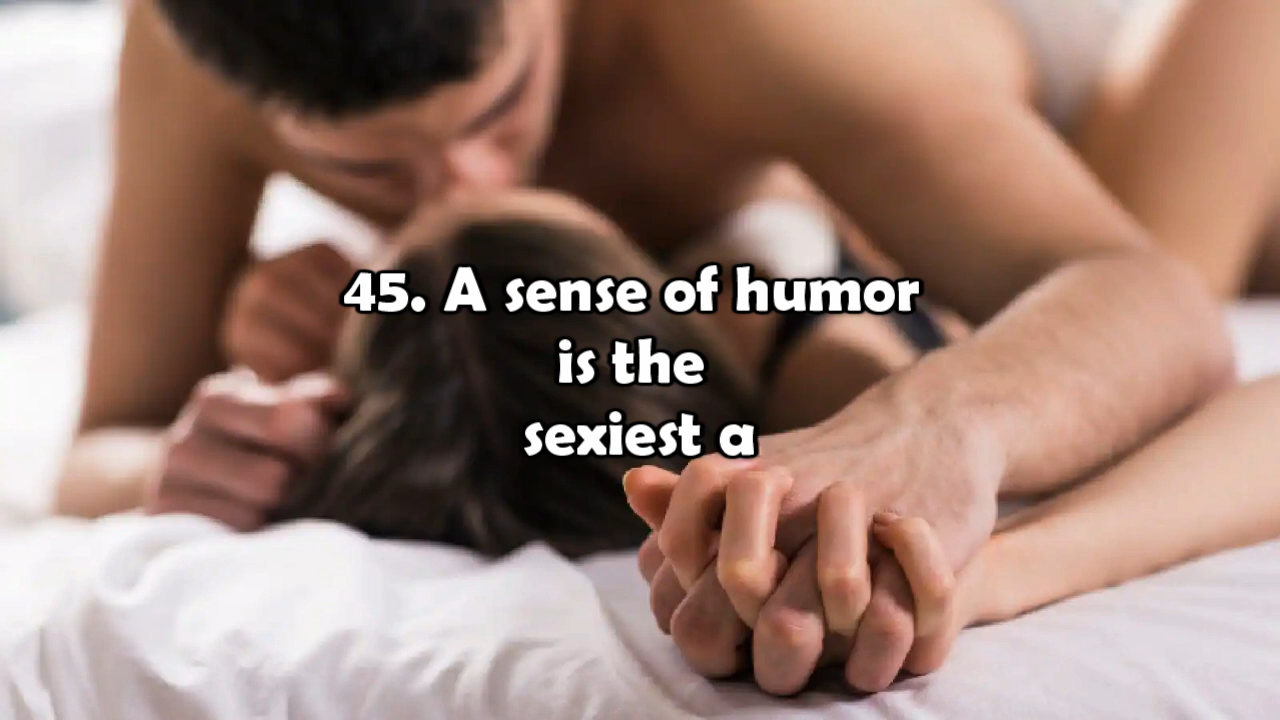 45. A sense of humor
is the
sexiest a